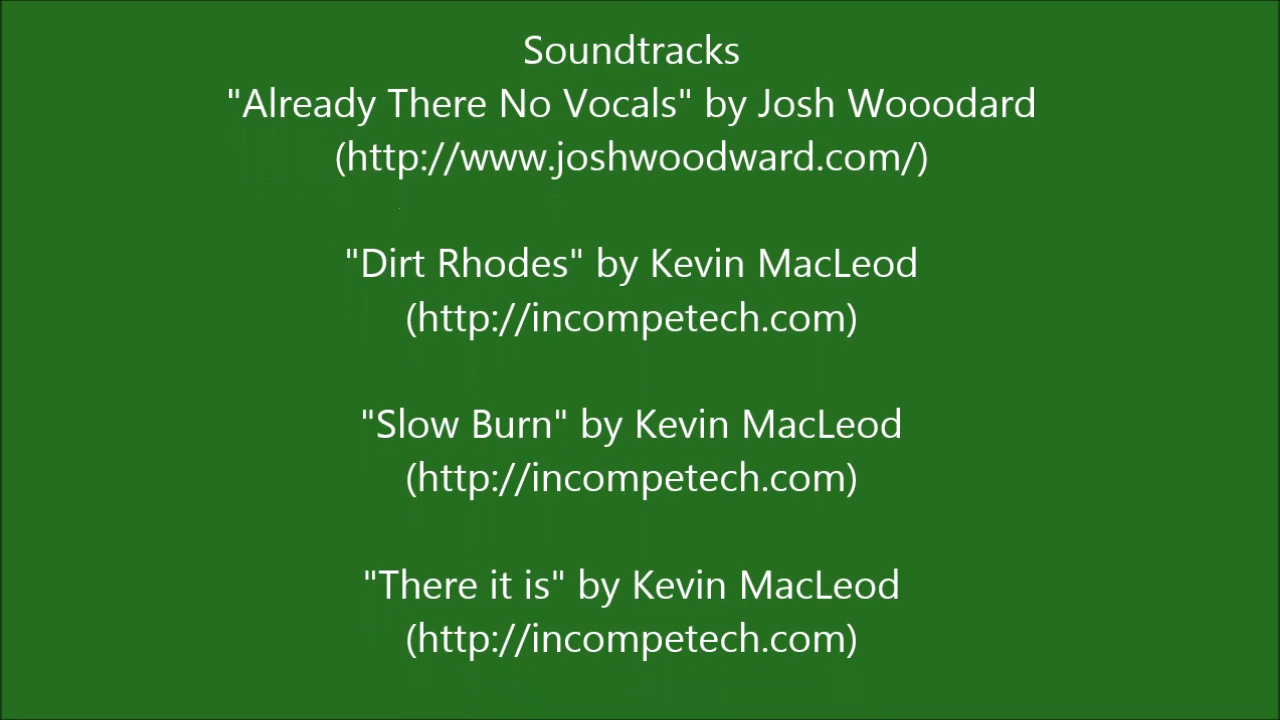 Soundtracks
"Already There No Vocals" by Josh Wooodard
(http://www.joshwoodward.com/)
"Dirt Rhodes" by Kevin MacLeod
(http://incompetech.com)
"Slow Burn" by Kevin MacLeod
(http://incompetech.com)
"There it is" by Kevin MacLeod
(http://incompetech.com)